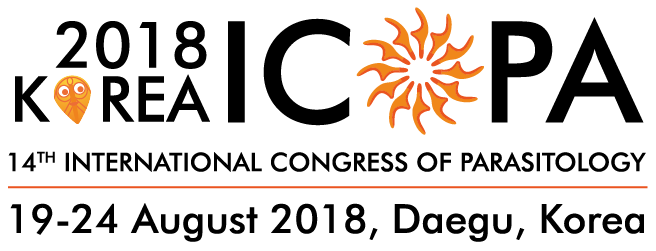 2018
KOREA
ICOPA
14TH INTERNATIONAL CONGRESS OF PARASITOLOGY
19-24 August 2018, Daegu, Korea